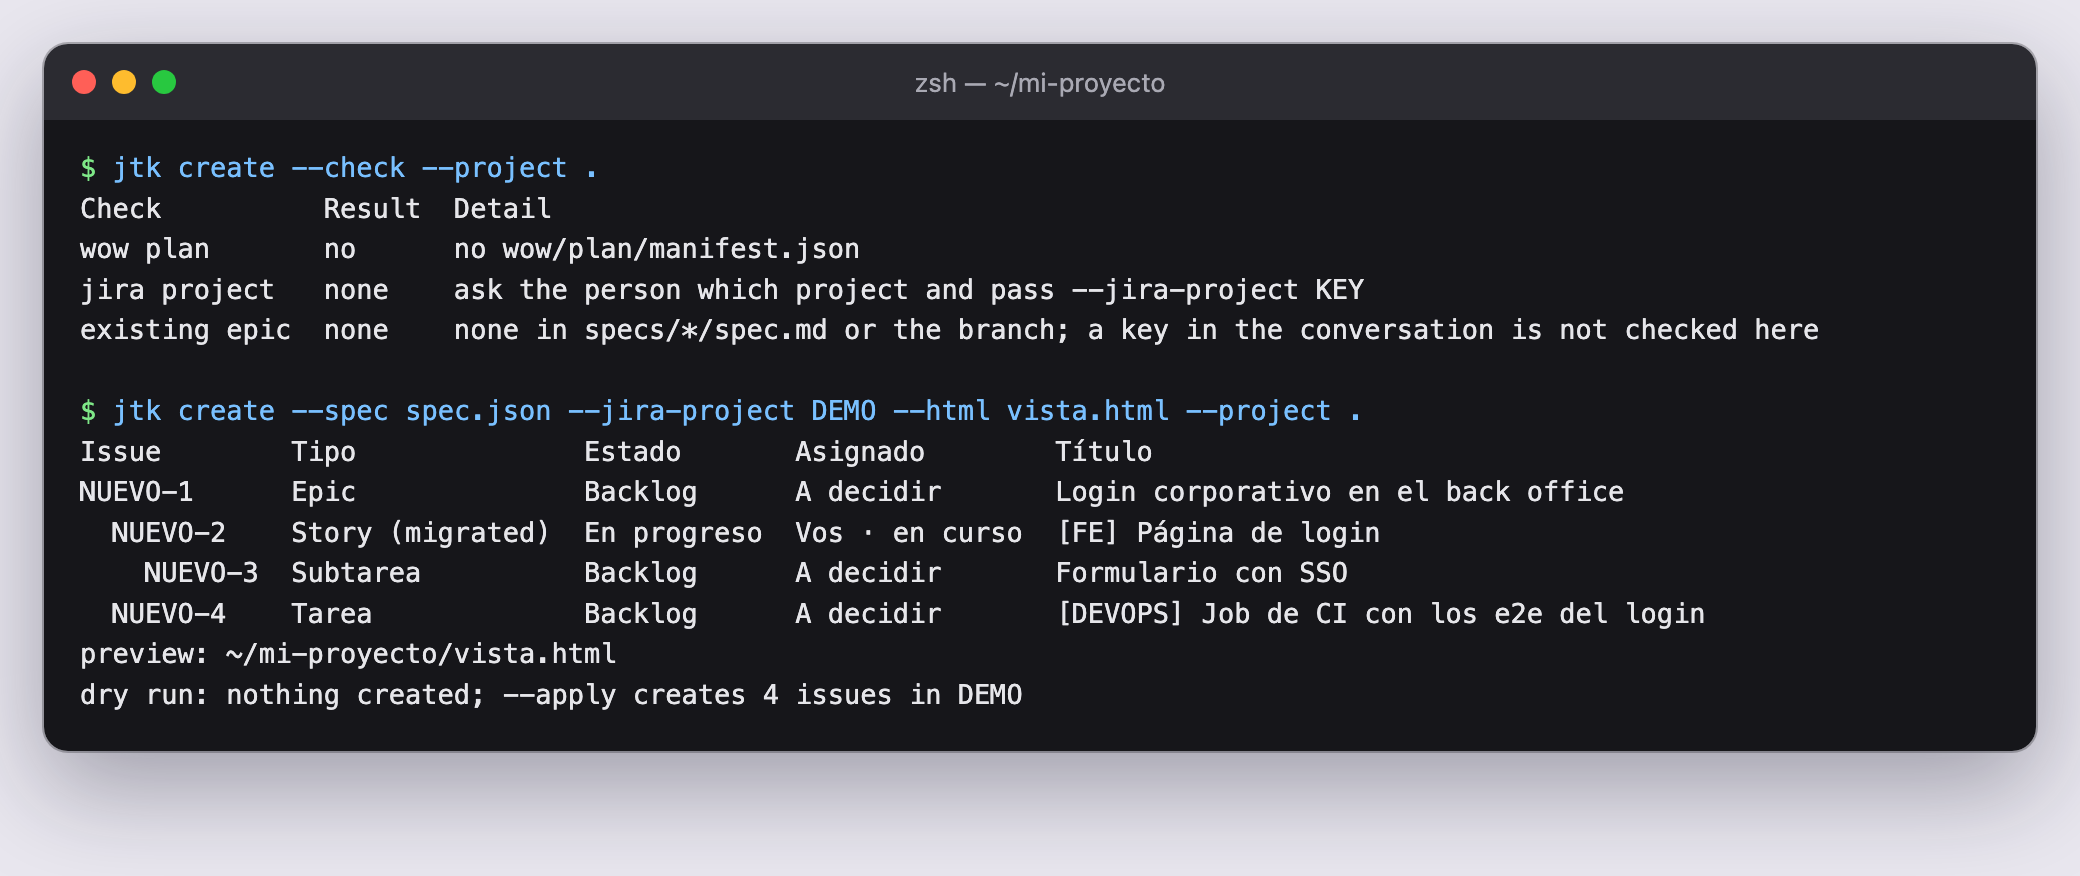 zsh — ~/mi-proyecto
$ jtk create --check --project .
Check          Result  Detail
wow plan       no      no wow/plan/manifest.json
jira project   none    ask the person which project and pass --jira-project KEY
existing epic  none    none in specs/*/spec.md or the branch; a key in the conversation is not checked here
$ jtk create --spec spec.json --jira-project DEMO --html vista.html --project .
Issue        Tipo              Estado       Asignado        Título
NUEVO-1      Epic              Backlog      A decidir       Login corporativo en el back office
  NUEVO-2    Story (migrated)  En progreso  Vos · en curso  [FE] Página de login
    NUEVO-3  Subtarea          Backlog      A decidir       Formulario con SSO
  NUEVO-4    Tarea             Backlog      A decidir       [DEVOPS] Job de CI con los e2e del login
preview: ~/mi-proyecto/vista.html
dry run: nothing created; --apply creates 4 issues in DEMO